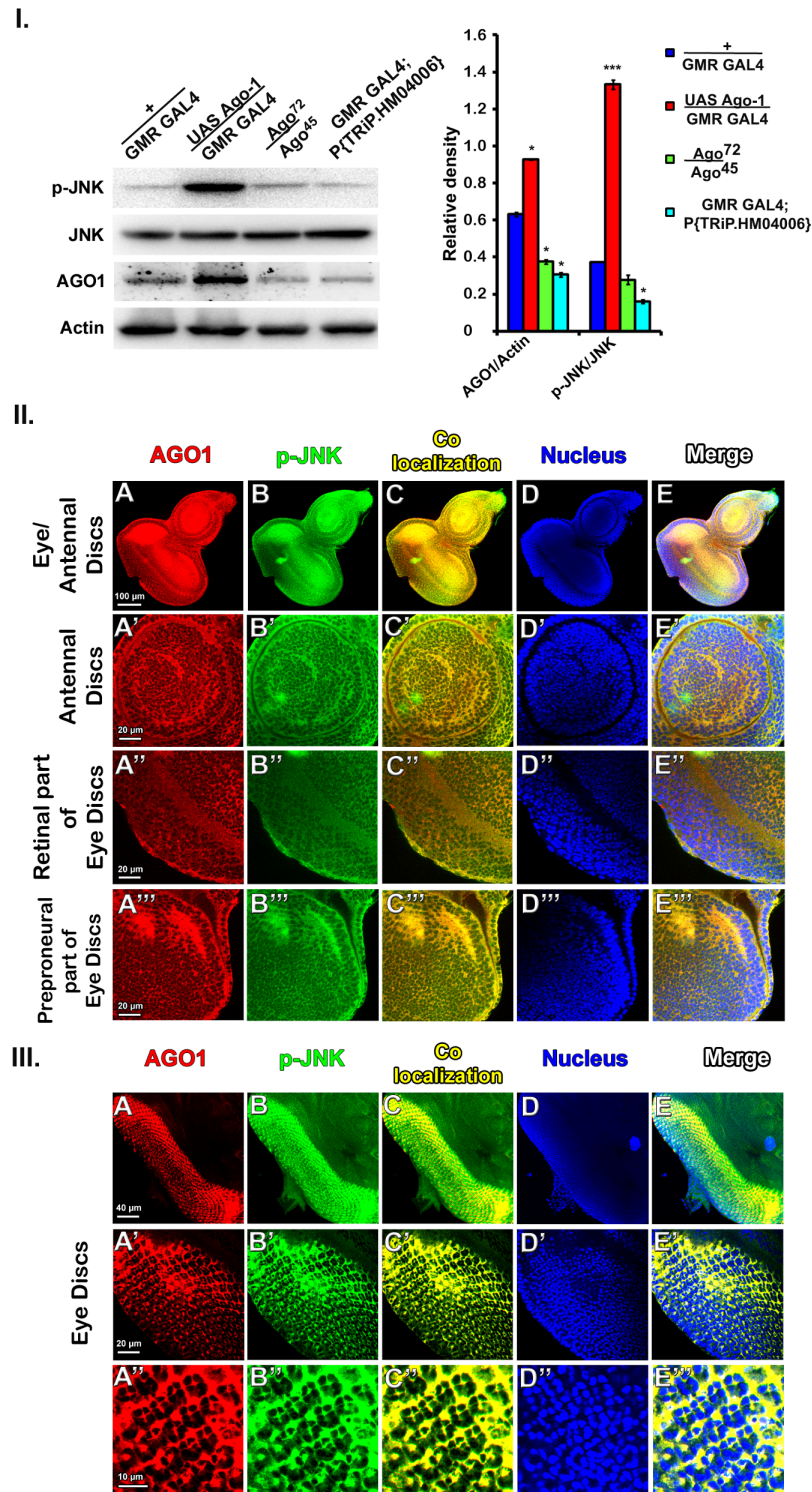 I.
+
GMR GAL4
UAS Ago-1
GMR GAL4
Ago72
Ago45
GMR GAL4;
P{TRiP.HM04006}
p-JNK
JNK
AGO1
Actin
Relative density
1.6
1.4
1.2
1.0
0.8
0.6
0.4
0.2
0
*
*
*
***
*
AGO1/Actin
p-JNK/JNK
+
GMR GAL4
UAS Ago-1
GMR GAL4
Ago72
Ago45
GMR GAL4;
P{TRiP.HM04006}
II.
AGO1
p-JNK
Co
localization
Nucleus
Merge
Eye/
Antennal
Discs
A
B
C
D
E
100 µm
Antennal
Discs
A'
B'
C'
D'
E'
20 µm
Retinal part
of
Eye Discs
A''
B''
C''
D''
E''
20 µm
Preproneural
part of
Eye Discs
A'''
B'''
C'''
D'''
E'''
20 µm
III.
AGO1
p-JNK
Co
localization
Nucleus
Merge
Eye Discs
A
B
C
D
E
40 µm
A'
B'
C'
D'
E'
20 µm
A''
B''
C''
D''
E'''
10 µm